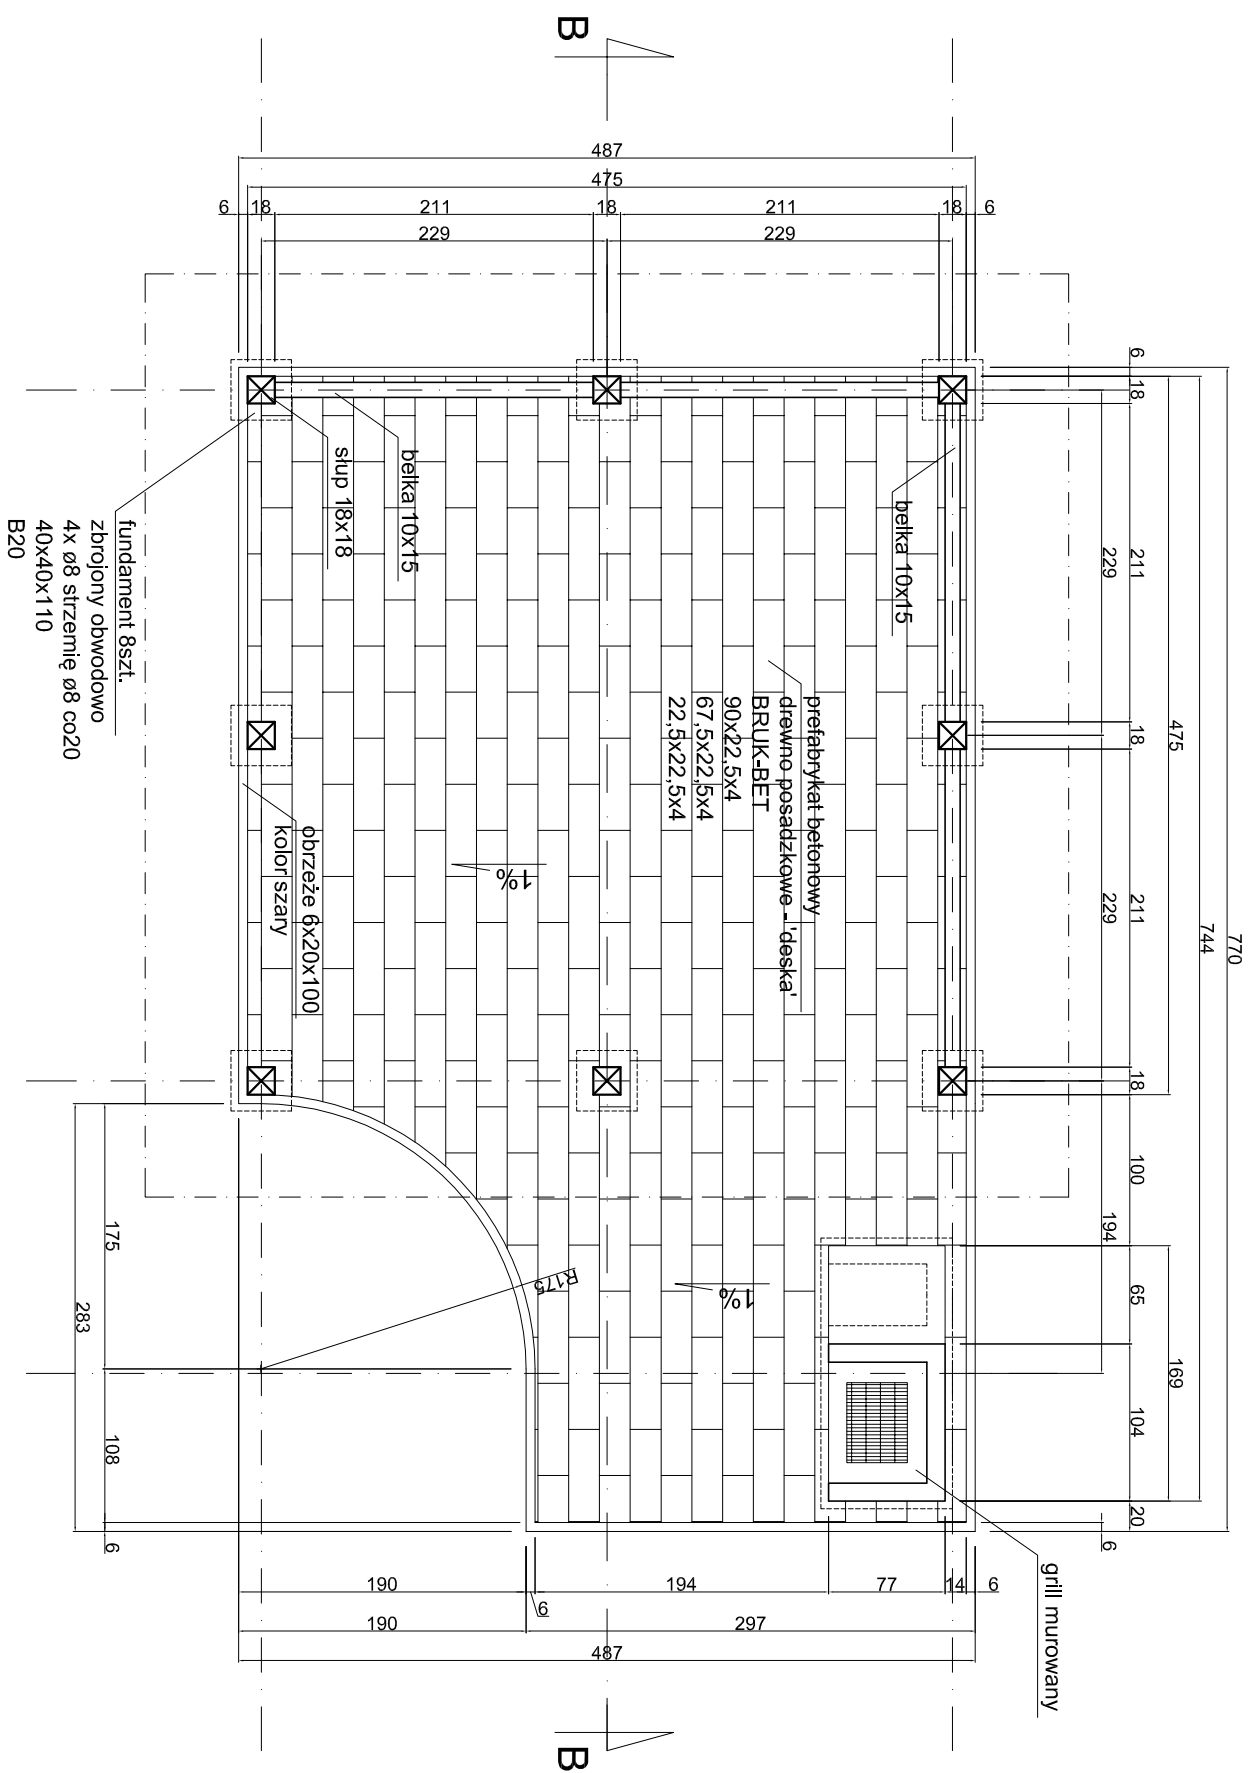 B
487
475
6 18 211 18 211 18 6
229 229
6
18
211
229
18
475
211
229
744
770
18
100
194
65
169
104
20
6
belka 10x15
belka 10x15
słup 18x18
fundament 8szt.
zbrojony obwodowo
4x ø8 strzemię ø8 co20
40x40x110
B20
prefabrykat betonowy
drewno posadzkowe - 'deska'
BRUK-BET
90x22,5x4
67,5x22,5x4
22,5x22,5x4
obrzeże 6x20x100
kolor szary
1%
1%
R175
175
283
108
6
grill murowany
190 194 77 14 6
6
190 297
487
B